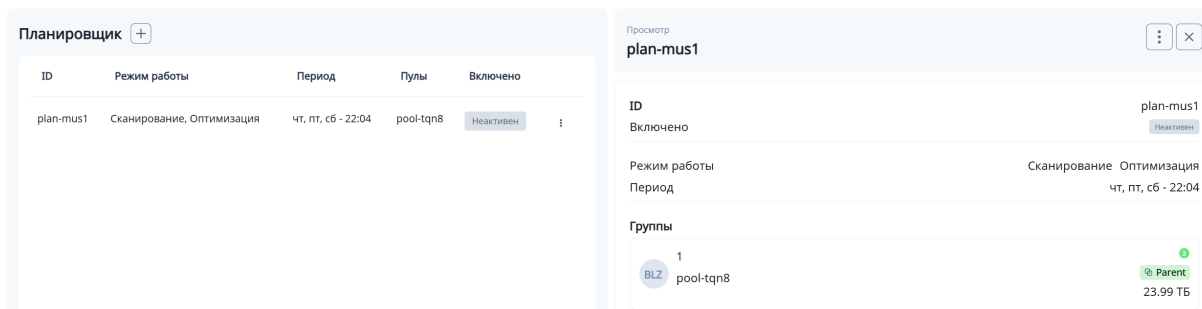 Планировщик
ID Режим работы Период Пулы Включено
plan-mus1 Сканирование, Оптимизация чт, пт, сб - 22:04 pool-tqn8 Неактивен
Просмотр
plan-mus1
ID plan-mus1
Включено Неактивен
Режим работы Сканирование Оптимизация
Период чт, пт, сб - 22:04
Группы
1 2
BLZ pool-tqn8 Parent
23.99 ТБ